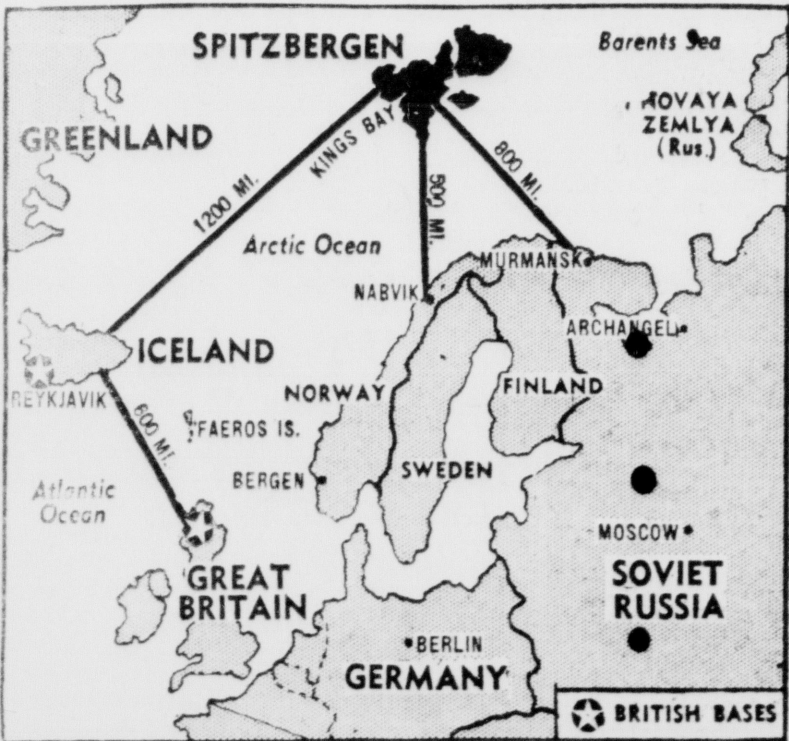 SPITZBERGEN
Barents Sea
NOVAYA
ZEMLYA
(Rus.)
GREENLAND
KINGS BAY
1200 MI.
500 MI.
800 MI.
Arctic Ocean
MURMANSK
NABVIK
ARCHANGEL
ICELAND
REYKJAVIK
NORWAY
FINLAND
600 MI.
FAEROS IS.
SWEDEN
BERGEN
Atlantic
Ocean
MOSCOW
GREAT
BRITAIN
SOVIET
RUSSIA
BERLIN
GERMANY
BRITISH BASES